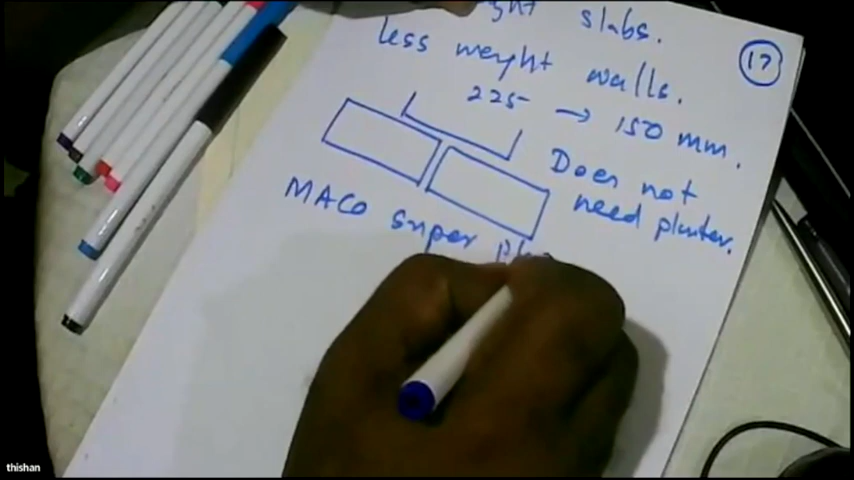 slabs.
less weight walls.
17
225 → 150 mm.
Does not
need plaster.
MACO super
thishan